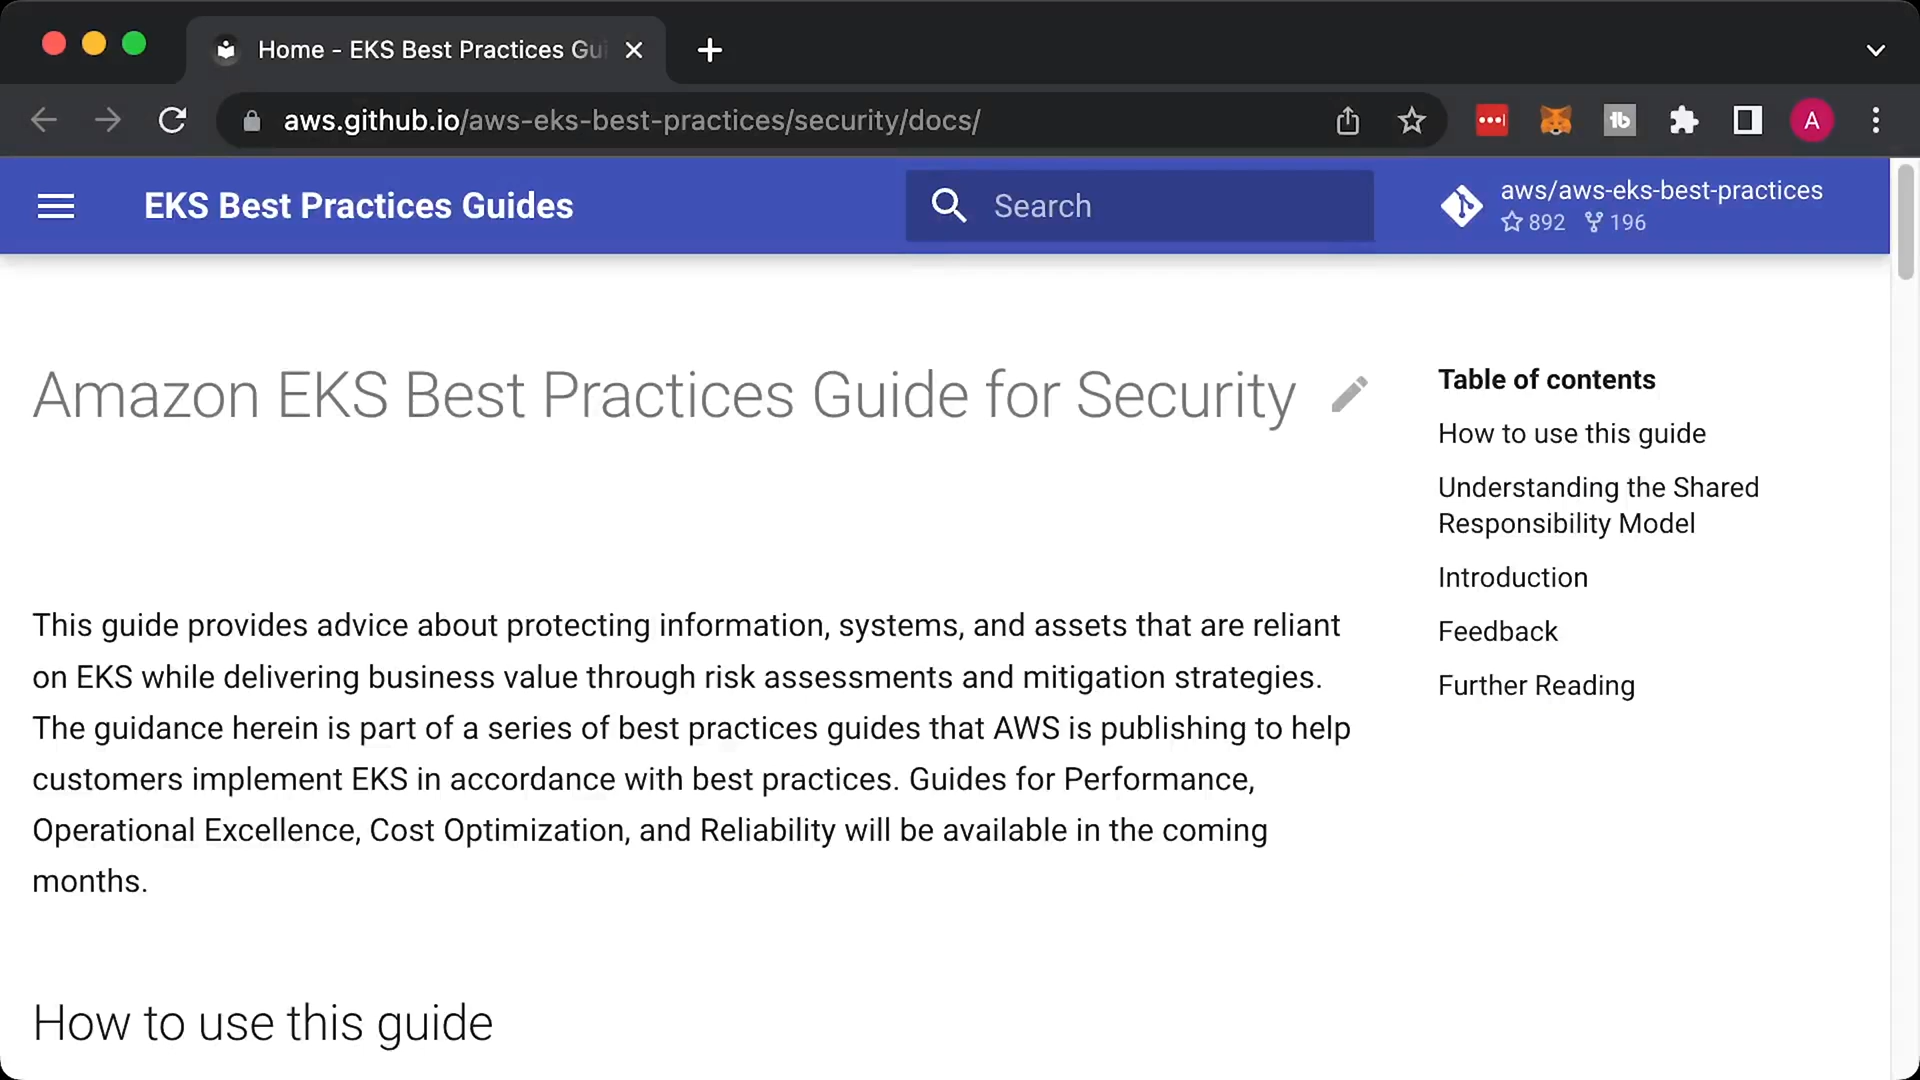 Home - EKS Best Practices Gui
aws.github.io/aws-eks-best-practices/security/docs/
A
EKS Best Practices Guides
Search
aws/aws-eks-best-practices
892 196
Amazon EKS Best Practices Guide for Security
This guide provides advice about protecting information, systems, and assets that are reliant
on EKS while delivering business value through risk assessments and mitigation strategies.
The guidance herein is part of a series of best practices guides that AWS is publishing to help
customers implement EKS in accordance with best practices. Guides for Performance,
Operational Excellence, Cost Optimization, and Reliability will be available in the coming
months.
How to use this guide
Table of contents
How to use this guide
Understanding the Shared
Responsibility Model
Introduction
Feedback
Further Reading